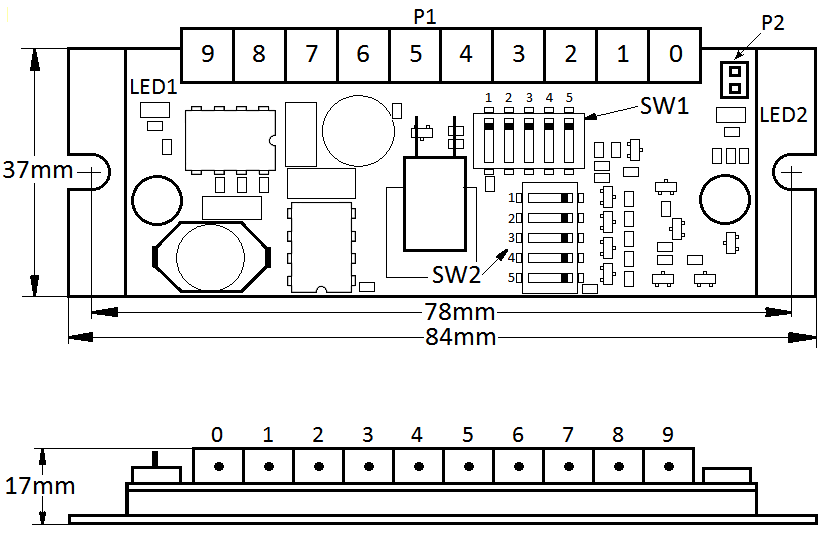 P1
P2
9 8 7 6 5 4 3 2 1 0
LED1
1 2 3 4 5
SW1
LED2
37mm
1
2
3
4
5
SW2
78mm
84mm
0 1 2 3 4 5 6 7 8 9
17mm